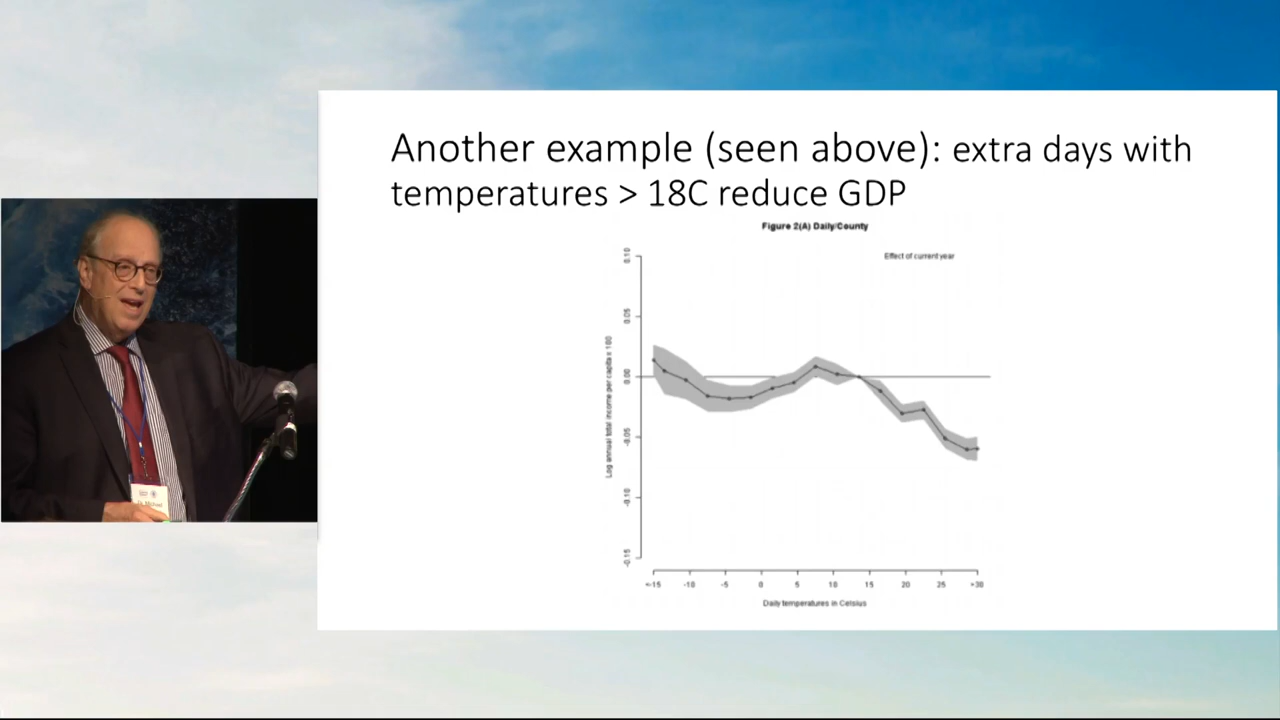 Another example (seen above): extra days with
temperatures > 18C reduce GDP
Figure 2(A) Daily/County
Effect of current year
Log annual total income per capita x 100
0.10
0.05
0.00
-0.05
-0.10
-0.15
<-15
-10
-5
0
5
10
15
20
25
>30
Daily temperatures in Celsius